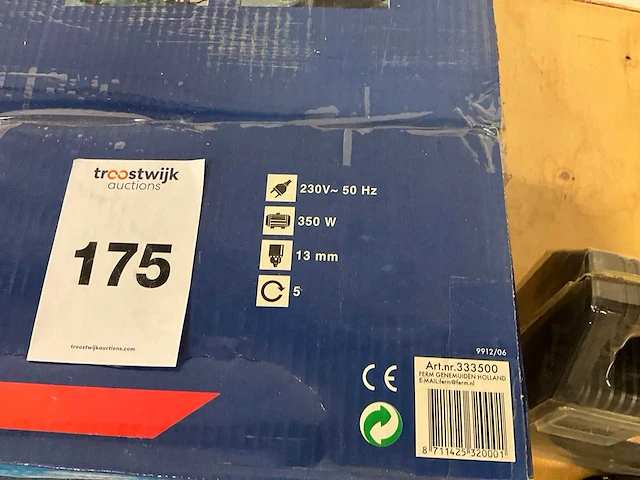 troostwijk
auctions
175
troostwijkauctions.com
230V~ 50 Hz
350 W
13 mm
5
9912/06
CE
Art.nr.333500
FERM GENEMUIDEN HOLLAND
E-MAIL:ferm@ferm.nl
8 711425 320001